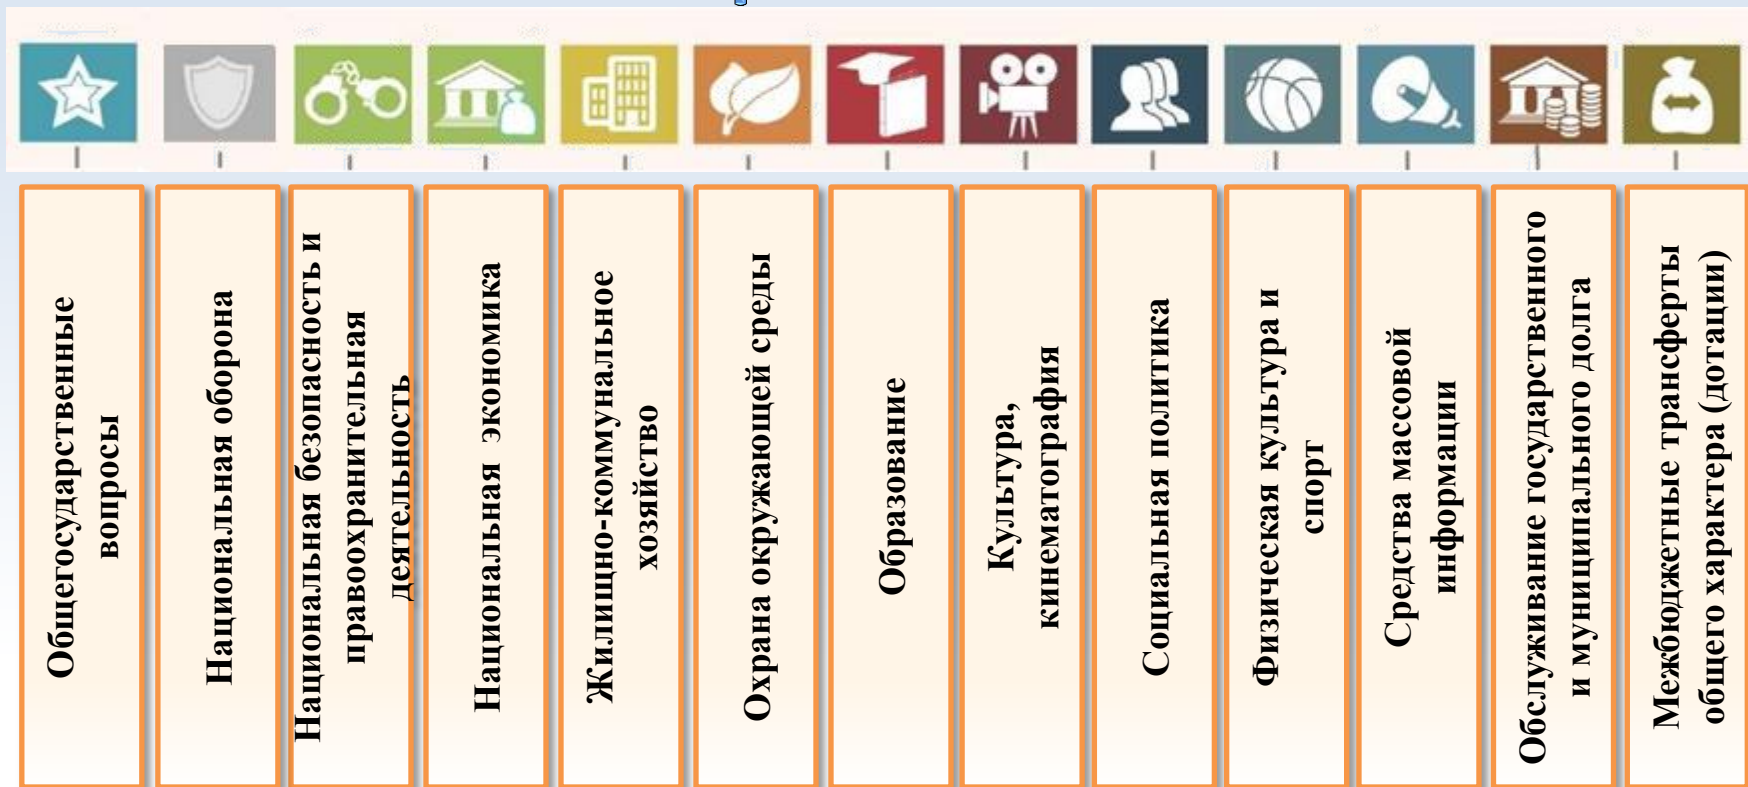 Общегосударственные
вопросы
Национальная оборона
Национальная безопасность и
правоохранительная
деятельность
Национальная экономика
Жилищно-коммунальное
хозяйство
Охрана окружающей среды
Образование
Культура,
кинематография
Социальная политика
Физическая культура и
спорт
Средства массовой
информации
Обслуживание государственного
и муниципального долга
Межбюджетные трансферты
общего характера (дотации)